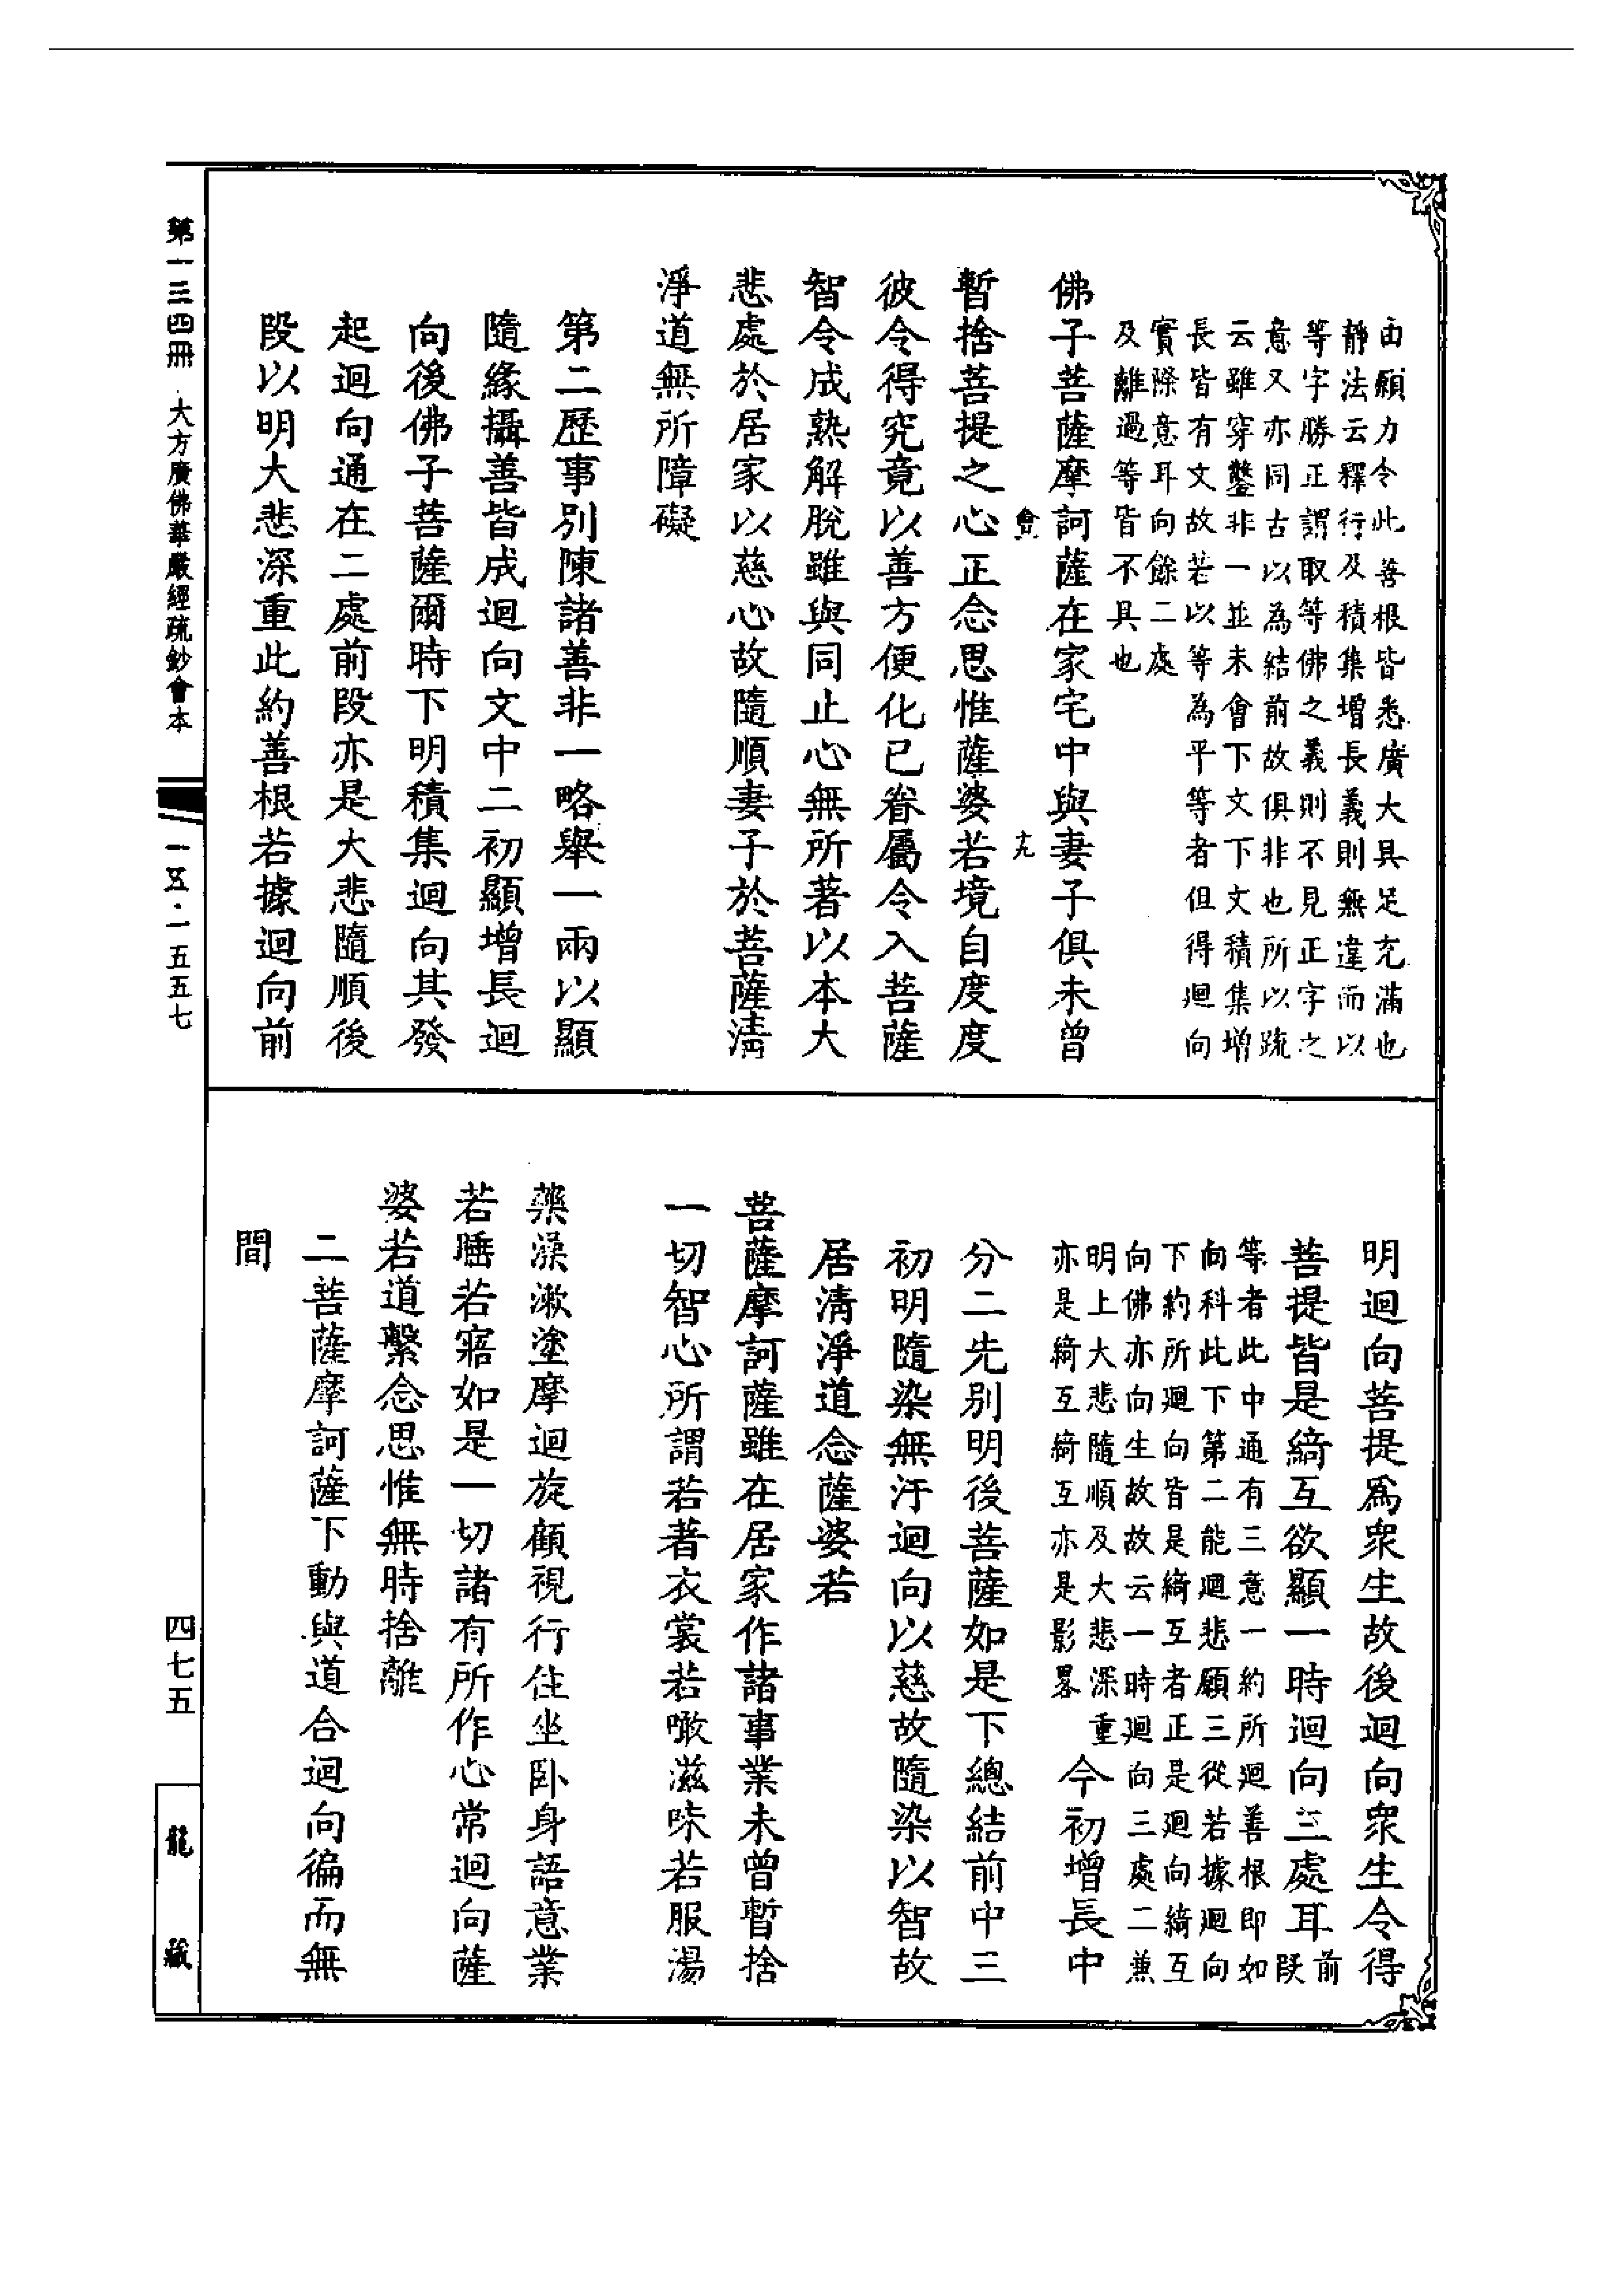 由願力令此善根皆悉廣大具足充滿也
靜法云釋行及積集增長義則無違而以
等字勝正謂取等佛之義則不見正字之
意又亦同古以為結前故俱非也所以疏
云雖穿鑿非一並未會下文下文積集增
長皆有文故若以等為平等者但得迴向
實際意耳向餘二處
及離過等皆不具也
佛子菩薩摩訶薩在家宅中與妻子俱未曾
暫捨菩提之心正念思惟薩婆若境自度度
彼令得究竟以善方便化已眷屬令入菩薩
智令成熟解脫雖與同止心無所著以本大
悲處於居家以慈心故隨順妻子於菩薩清
淨道無所障礙
第二歷事別陳諸善非一略舉一兩以顯
隨緣攝善皆成迴向文中二初顯增長迴
向後佛子菩薩爾時下明積集迴向其發
起迴向通在二處前段亦是大悲隨順後
段以明大悲深重此約善根若據迴向前
明迴向菩提爲衆生故後迴向衆生令得
菩提皆是綺互欲顯一時迴向三處耳前段
等者此中通有三意一約所迴善根即如
向科此下第二能迴悲願三從若據迴向
下約所迴向皆是綺互者正是迴向綺互
向佛亦向生故故云一時迴向三處二兼
明上大悲隨順及大悲深重
亦是綺互綺互亦是影畧
今初增長中
分二先別明後菩薩如是下總結前中三
初明隨染無汙迴向以慈故隨染以智故
居清淨道念薩婆若
菩薩摩訶薩雖在居家作諸事業未曾暫捨
一切智心所謂若著衣裳若噉滋味若服湯
藥澡漱塗摩迴旋顧視行住坐卧身語意業
若睡若寤如是一切諸有所作心常迴向薩
婆若道繫念思惟無時捨離
二菩薩摩訶薩下動與道合迴向徧而無
間
第一三四冊　大方廣佛華嚴經疏鈔會本
一五·一五五七
四七五
龍藏